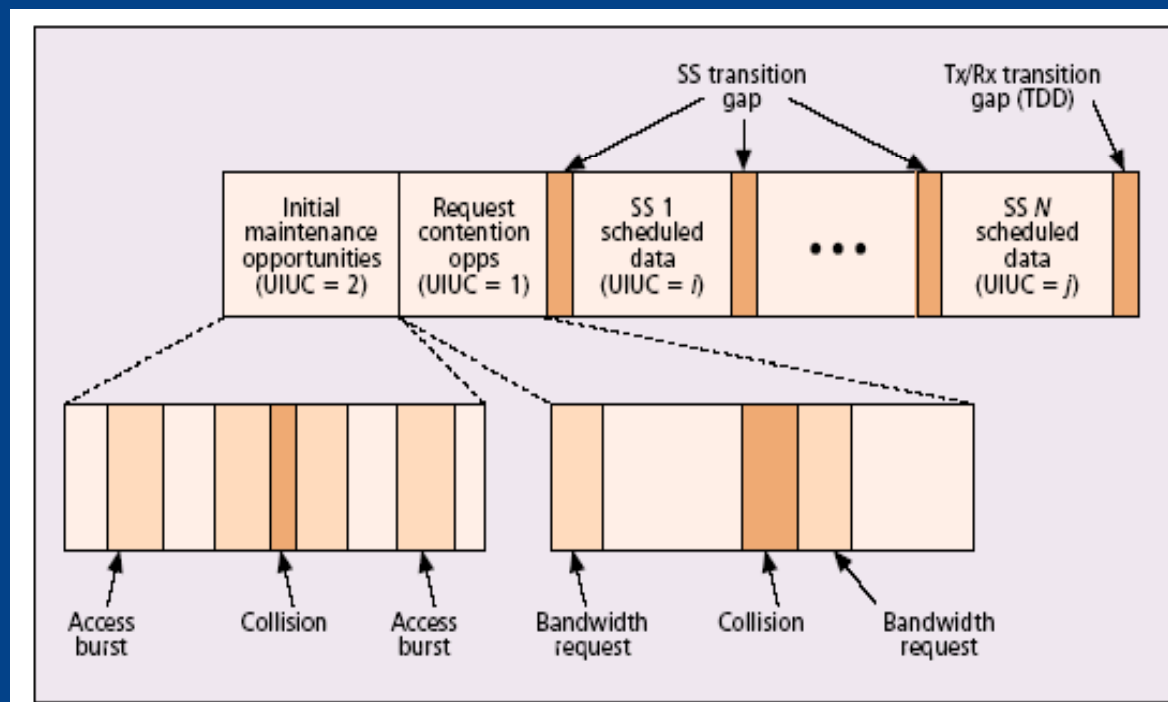 SS transition
gap
Tx/Rx transition
gap (TDD)
Initial
maintenance
opportunities
(UIUC = 2)
Request
contention
opps
(UIUC = 1)
SS 1
scheduled
data
(UIUC = i)
• • •
SS N
scheduled
data
(UIUC = j)
Access
burst
Collision
Access
burst
Bandwidth
request
Collision
Bandwidth
request